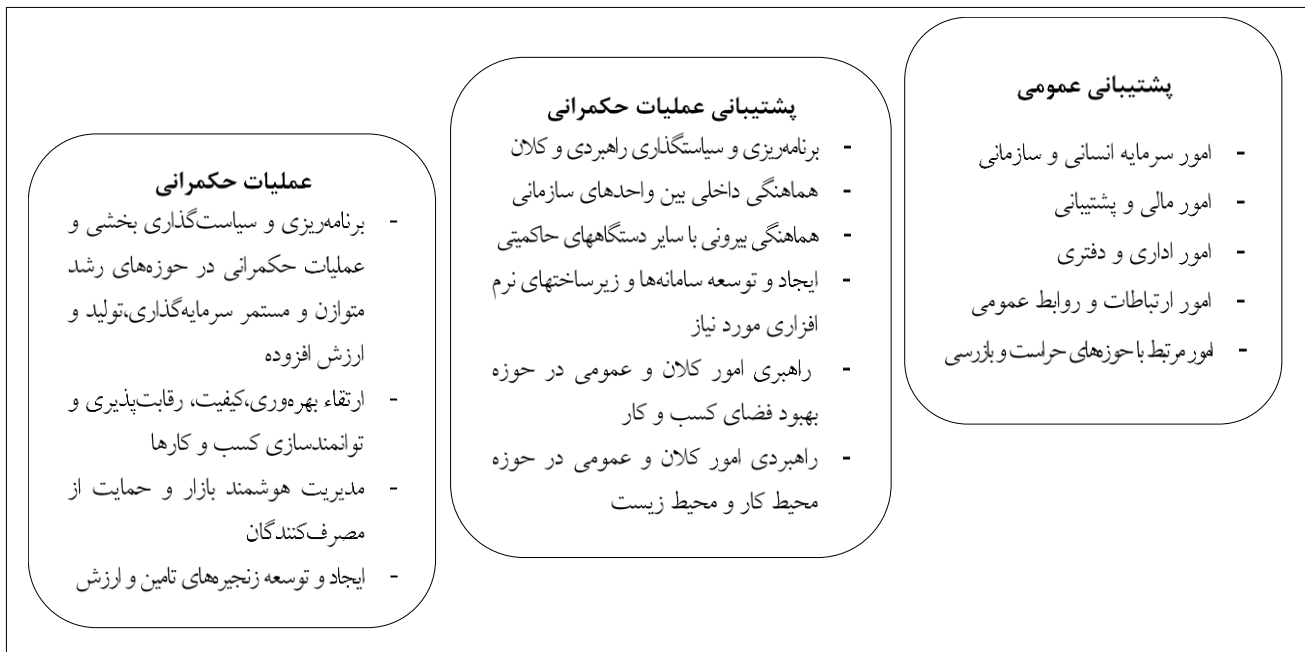 پشتیبانی عمومی
- امور سرمایه انسانی و سازمانی
- امور مالی و پشتیبانی
- امور اداری و دفتری
- امور ارتباطات و روابط عمومی
- امور مرتبط با حوزه‌های حراست و بازرسی
پشتیبانی عملیات حکمرانی
- برنامه‌ریزی و سیاستگذاری راهبردی و کلان
- هماهنگی داخلی بین واحدهای سازمانی
- هماهنگی بیرونی با سایر دستگاههای حاکمیتی
- ایجاد و توسعه سامانه‌ها و زیرساختهای نرم
افزاری مورد نیاز
- راهبری امور کلان و عمومی در حوزه
بهبود فضای کسب و کار
- راهبردی امور کلان و عمومی در حوزه
محیط کار و محیط زیست
عملیات حکمرانی
- برنامه‌ریزی و سیاست‌گذاری بخشی و
عملیات حکمرانی در حوزه‌های رشد
متوازن و مستمر سرمایه‌گذاری،تولید و
ارزش افزوده
- ارتقاء بهره‌وری،کیفیت، رقابت‌پذیری و
توانمندسازی کسب و کارها
- مدیریت هوشمند بازار و حمایت از
مصرف‌کنندگان
- ایجاد و توسعه زنجیره‌های تامین و ارزش